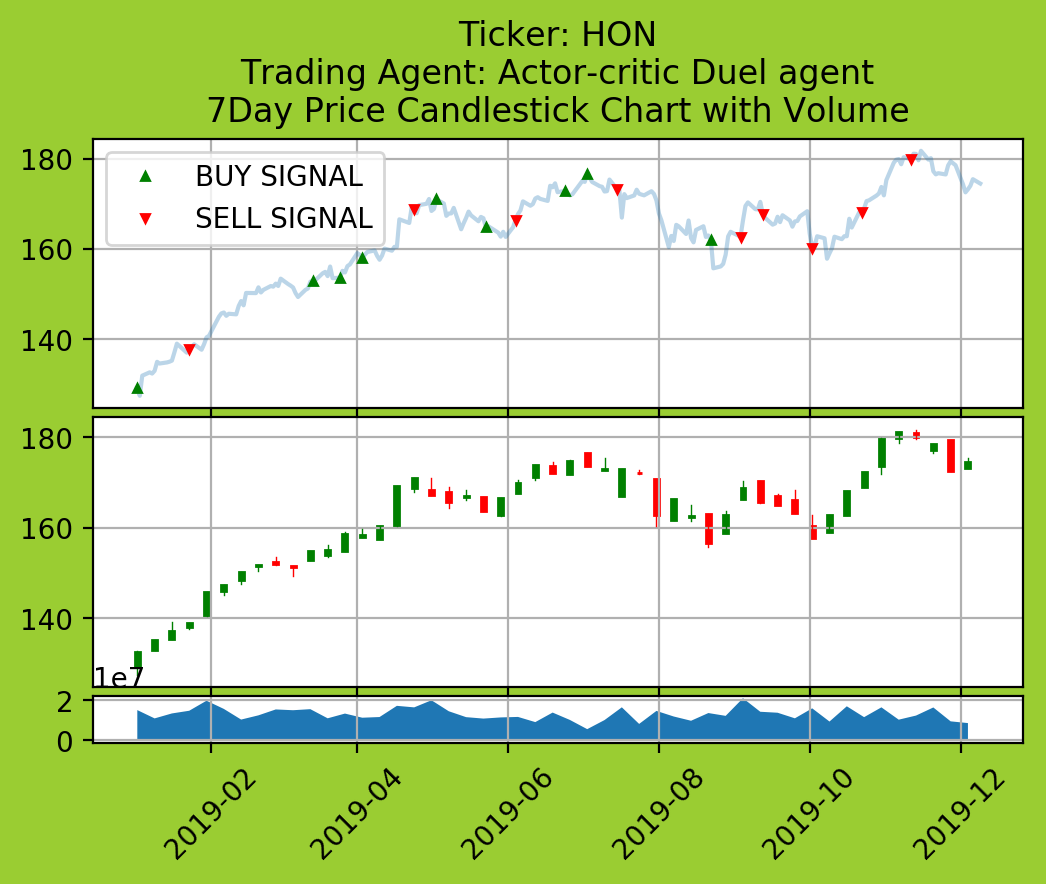 Ticker: HON
Trading Agent: Actor-critic Duel agent
7Day Price Candlestick Chart with Volume
BUY SIGNAL
SELL SIGNAL
180
160
140
180
160
140
1e7
2
0
2019-02
2019-04
2019-06
2019-08
2019-10
2019-12